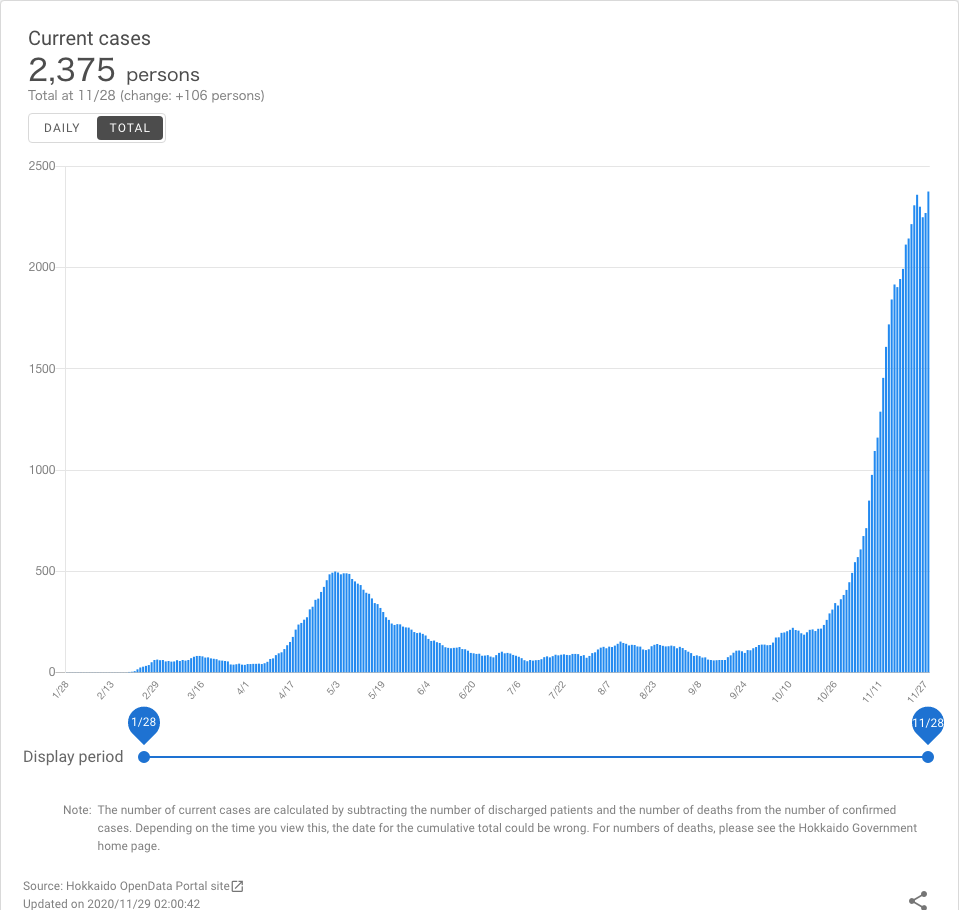 Current cases
2,375 persons
Total at 11/28 (change: +106 persons)
DAILY TOTAL
2500
2000
1500
1000
500
0
1/28 2/13 2/29 3/16 4/1 4/17 5/3 5/19 6/4 6/20 7/6 7/22 8/7 8/23 9/8 9/24 10/10 10/26 11/11 11/27
1/28 11/28
Display period
Note: The number of current cases are calculated by subtracting the number of discharged patients and the number of deaths from the number of confirmed
cases. Depending on the time you view this, the date for the cumulative total could be wrong. For numbers of deaths, please see the Hokkaido Government
home page.
Source: Hokkaido OpenData Portal site
Updated on 2020/11/29 02:00:42